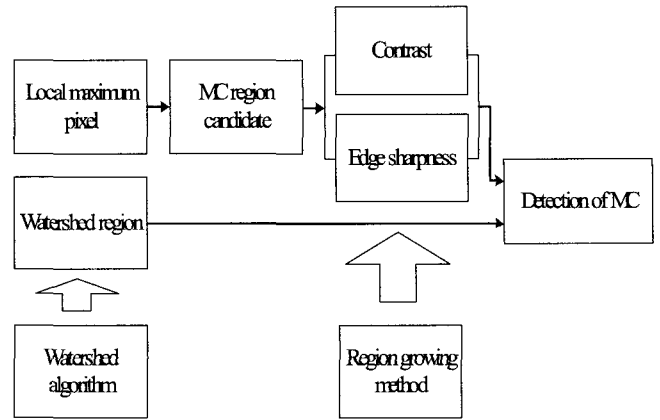 Contrast
Local maximum
pixel
MC region
candidate
Edge sharpness
Detection of MC
Watershed region
Watershed
algorithm
Region growing
method